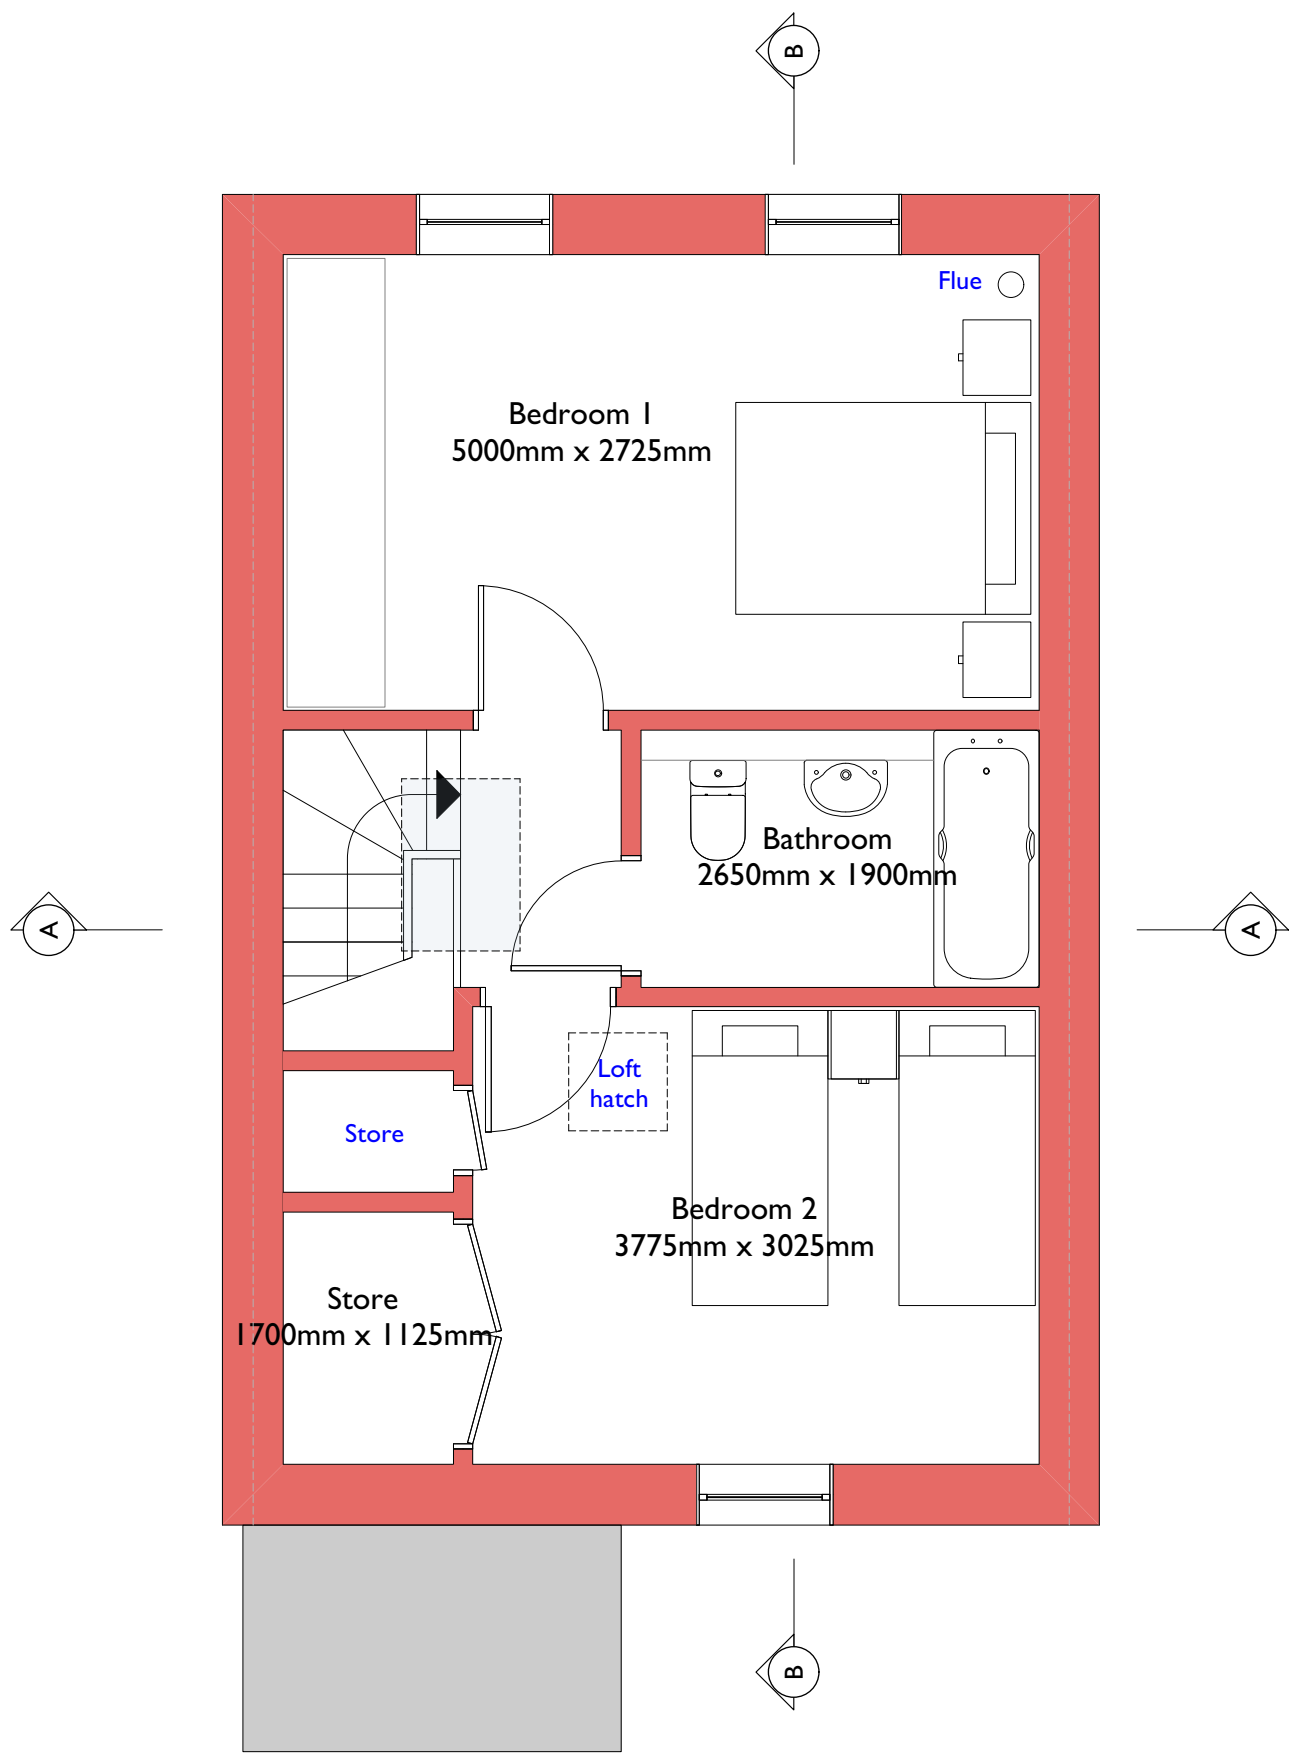 B
Flue
Bedroom 1
5000mm x 2725mm
Bathroom
2650mm x 1900mm
A
A
Loft
hatch
Store
Bedroom 2
3775mm x 3025mm
Store
1700mm x 1125mm
B